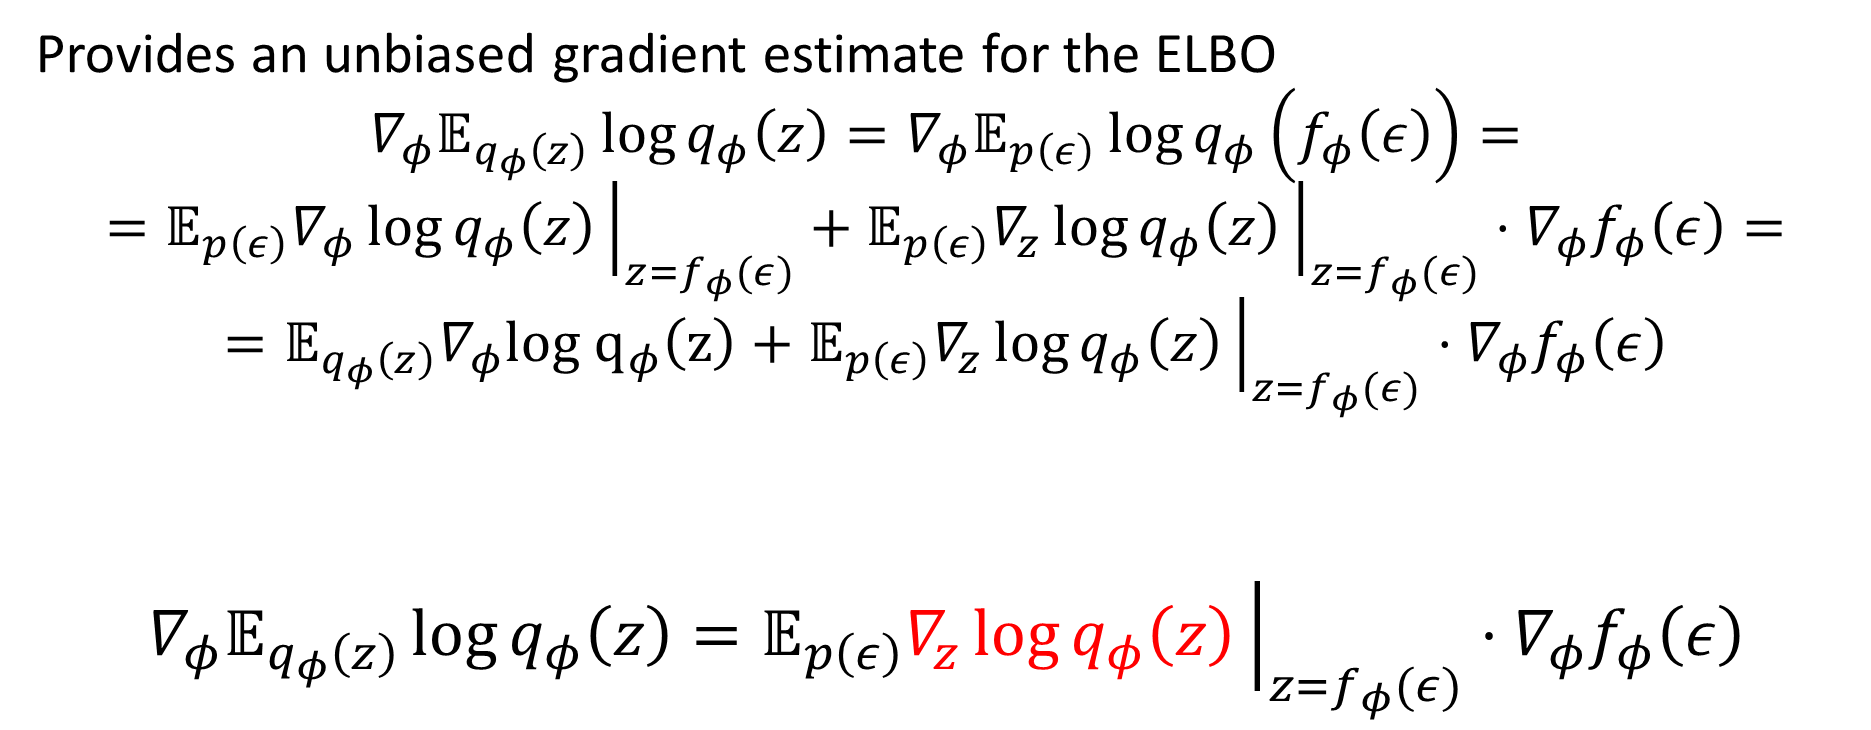 Provides an unbiased gradient estimate for the ELBO
∇_ϕ 𝔼_{q_ϕ(z)} log q_ϕ(z) = ∇_ϕ 𝔼_{p(ϵ)} log q_ϕ (f_ϕ(ϵ)) =
= 𝔼_{p(ϵ)} ∇_ϕ log q_ϕ(z) |_{z=f_ϕ(ϵ)} + 𝔼_{p(ϵ)} ∇_z log q_ϕ(z) |_{z=f_ϕ(ϵ)} · ∇_ϕ f_ϕ(ϵ) =
= 𝔼_{q_ϕ(z)} ∇_ϕ log q_ϕ(z) + 𝔼_{p(ϵ)} ∇_z log q_ϕ(z) |_{z=f_ϕ(ϵ)} · ∇_ϕ f_ϕ(ϵ)
∇_ϕ 𝔼_{q_ϕ(z)} log q_ϕ(z) = 𝔼_{p(ϵ)} ∇_z log q_ϕ(z) |_{z=f_ϕ(ϵ)} · ∇_ϕ f_ϕ(ϵ)